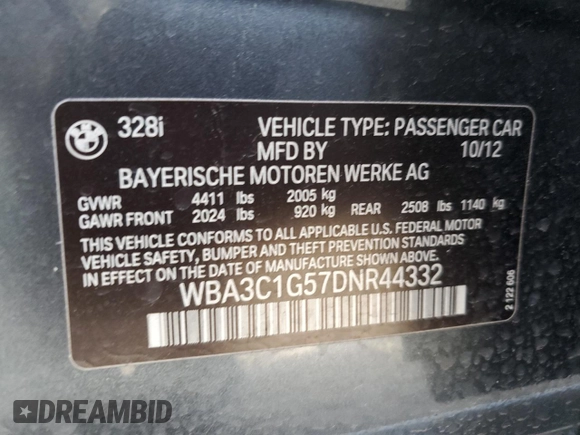 328i VEHICLE TYPE: PASSENGER CAR
MFD BY 10/12
BAYERISCHE MOTOREN WERKE AG
GVWR 4411 lbs 2005 kg
GAWR FRONT 2024 lbs 920 kg REAR 2508 lbs 1140 kg
THIS VEHICLE CONFORMS TO ALL APPLICABLE U.S. FEDERAL MOTOR
VEHICLE SAFETY, BUMPER AND THEFT PREVENTION STANDARDS
IN EFFECT ON THE DATE OF MANUFACTURE SHOWN ABOVE.
WBA3C1G57DNR44332
2 122 606
DREAMBID